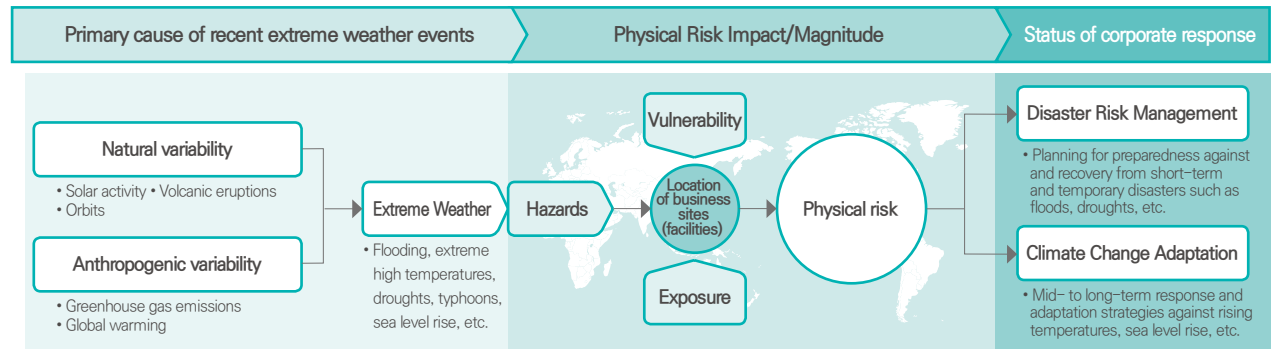 Primary cause of recent extreme weather events
Physical Risk Impact/Magnitude
Status of corporate response
Natural variability
• Solar activity • Volcanic eruptions
• Orbits
Anthropogenic variability
• Greenhouse gas emissions
• Global warming
Extreme Weather
• Flooding, extreme
high temperatures,
droughts, typhoons,
sea level rise, etc.
Hazards
Vulnerability
Location
of business
sites
(facilities)
Exposure
Physical risk
Disaster Risk Management
• Planning for preparedness against
and recovery from short-term
and temporary disasters such as
floods, droughts, etc.
Climate Change Adaptation
• Mid- to long-term response and
adaptation strategies against rising
temperatures, sea level rise, etc.